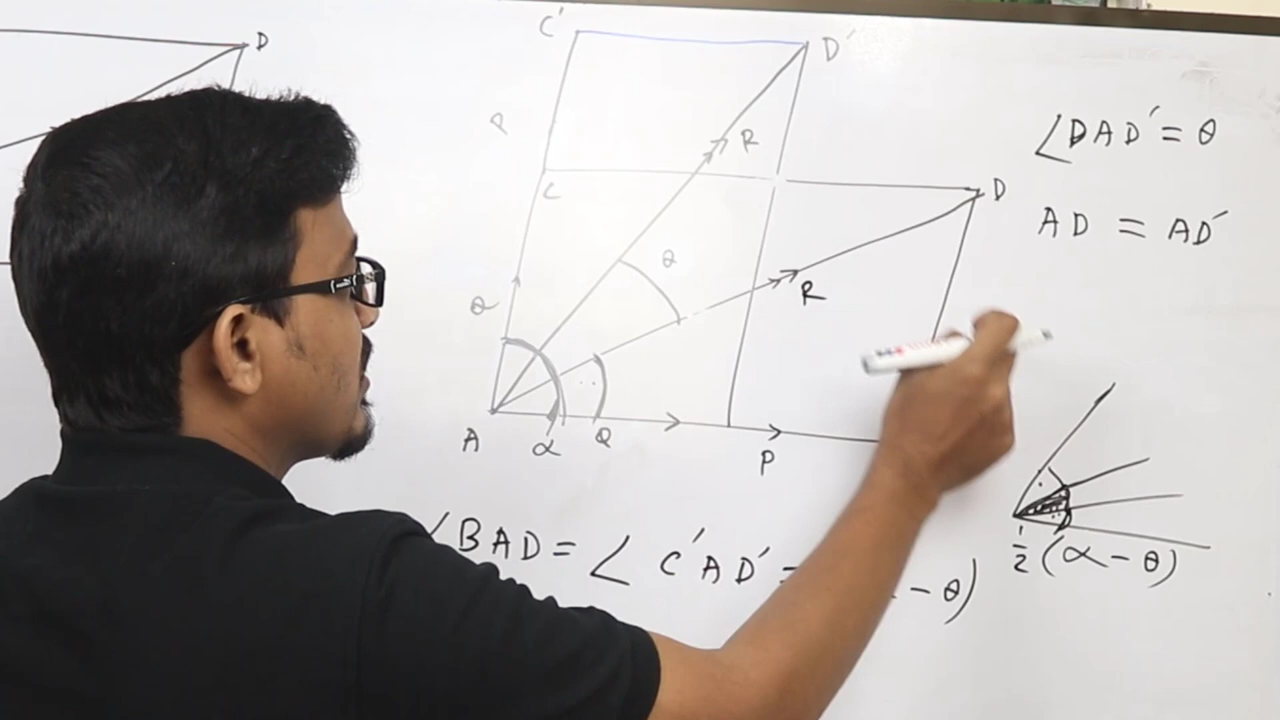 D
C' D'
P R
C D
θ
R
Q
A α Q P
∠DAD' = θ
AD = AD'
∠BAD = ∠C'AD' =
- θ)
1/2 (α - θ)